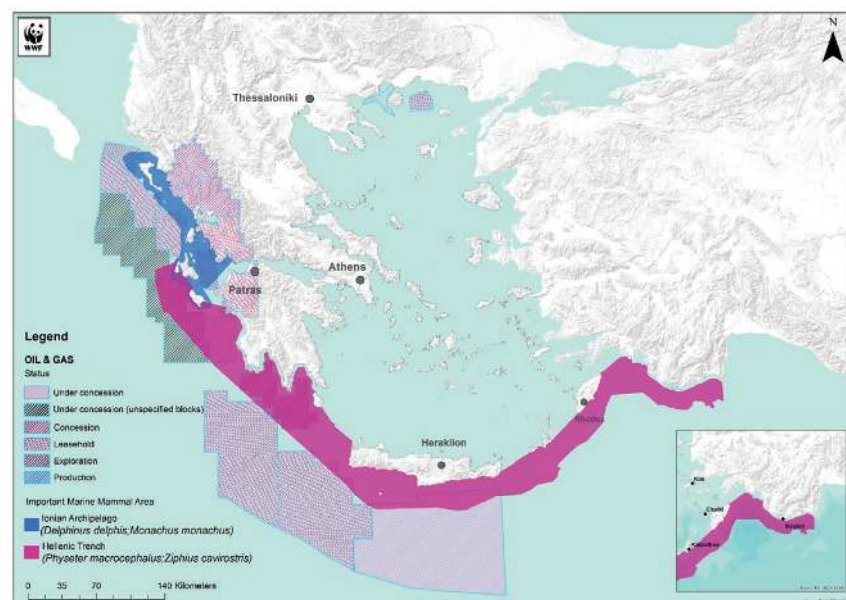 WWF
N
Thessaloniki
Athens
Patras
Rhodes
Heraklion
Legend
OIL & GAS
Status
Under concession
Under concession (unspecified blocks)
Concession
Leasehold
Exploration
Production
Important Marine Mammal Area
Ionian Archipelago
(Delphinus delphis;Monachus monachus)
Hellenic Trench
(Physeter macrocephalus;Ziphius cavirostris)
0 35 70 140 Kilometers
Kos